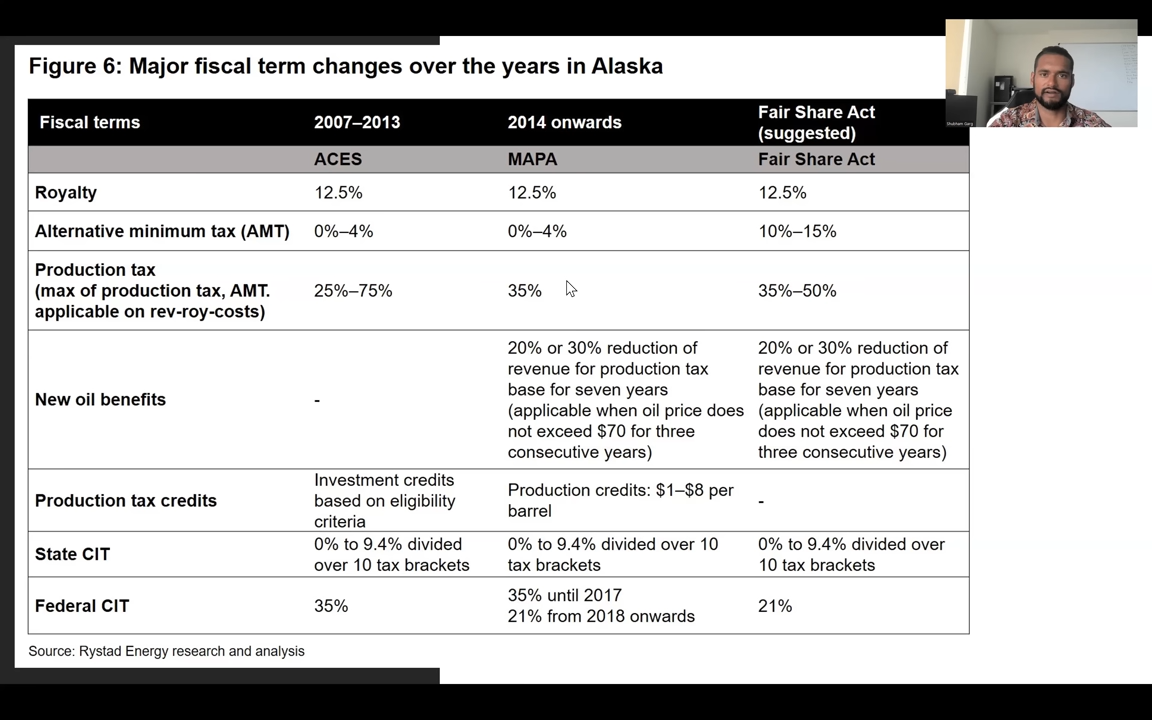 Figure 6: Major fiscal term changes over the years in Alaska
Fiscal terms
2007–2013
2014 onwards
Fair Share Act
(suggested)
ACES
MAPA
Fair Share Act
Royalty
12.5%
12.5%
12.5%
Alternative minimum tax (AMT)
0%–4%
0%–4%
10%–15%
Production tax
(max of production tax, AMT.
applicable on rev-roy-costs)
25%–75%
35%
35%–50%
New oil benefits
-
20% or 30% reduction of
revenue for production tax
base for seven years
(applicable when oil price does
not exceed $70 for three
consecutive years)
20% or 30% reduction of
revenue for production tax
base for seven years
(applicable when oil price
does not exceed $70 for
three consecutive years)
Production tax credits
Investment credits
based on eligibility
criteria
Production credits: $1–$8 per
barrel
-
State CIT
0% to 9.4% divided
over 10 tax brackets
0% to 9.4% divided over 10
tax brackets
0% to 9.4% divided over
10 tax brackets
Federal CIT
35%
35% until 2017
21% from 2018 onwards
21%
Source: Rystad Energy research and analysis
Shubham Garg